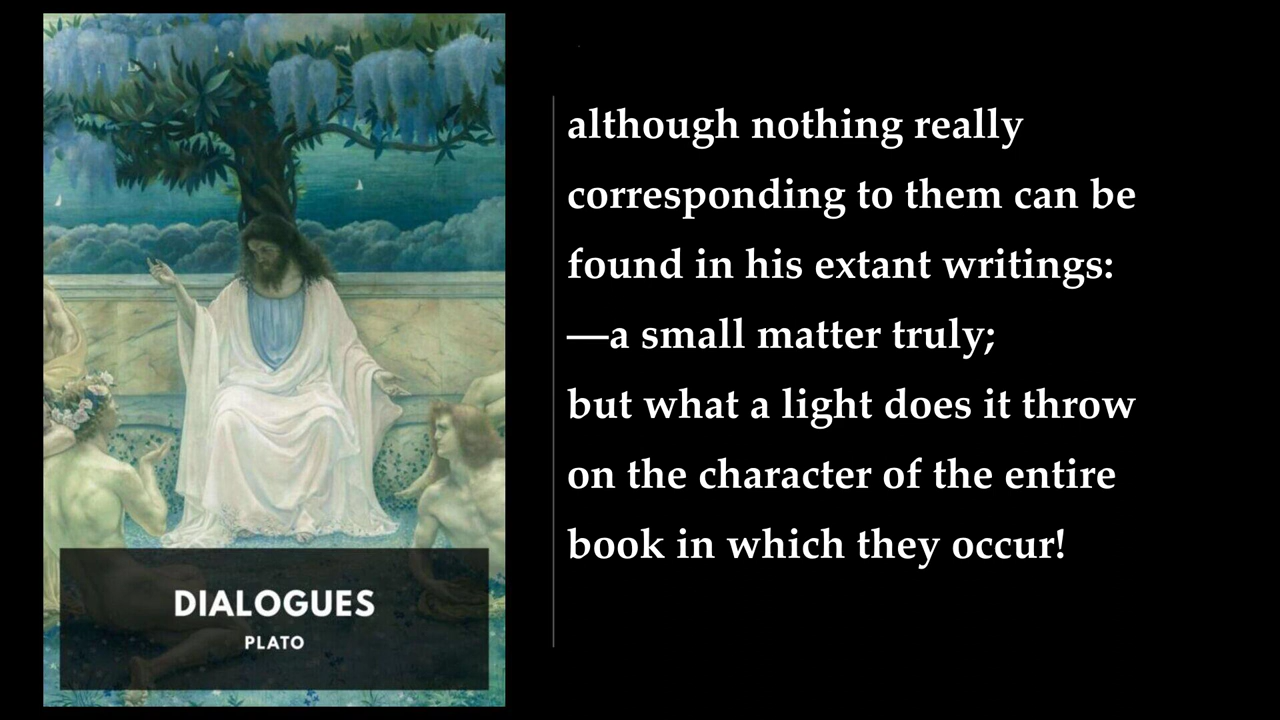 DIALOGUES
PLATO
although nothing really
corresponding to them can be
found in his extant writings:
—a small matter truly;
but what a light does it throw
on the character of the entire
book in which they occur!